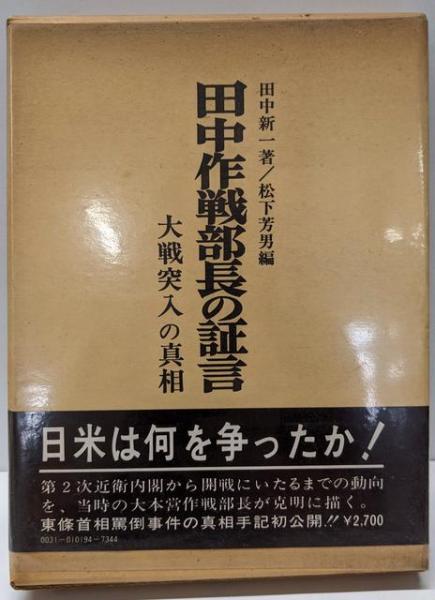 田中新一著/松下芳男編
田中作戦部長の証言
大戦突入の真相
日米は何を争ったか!
第2次近衛内閣から開戦にいたるまでの動向
を、当時の大本営作戦部長が克明に描く。
東條首相罵倒事件の真相手記初公開!! ¥2,700
0031-010194-7344